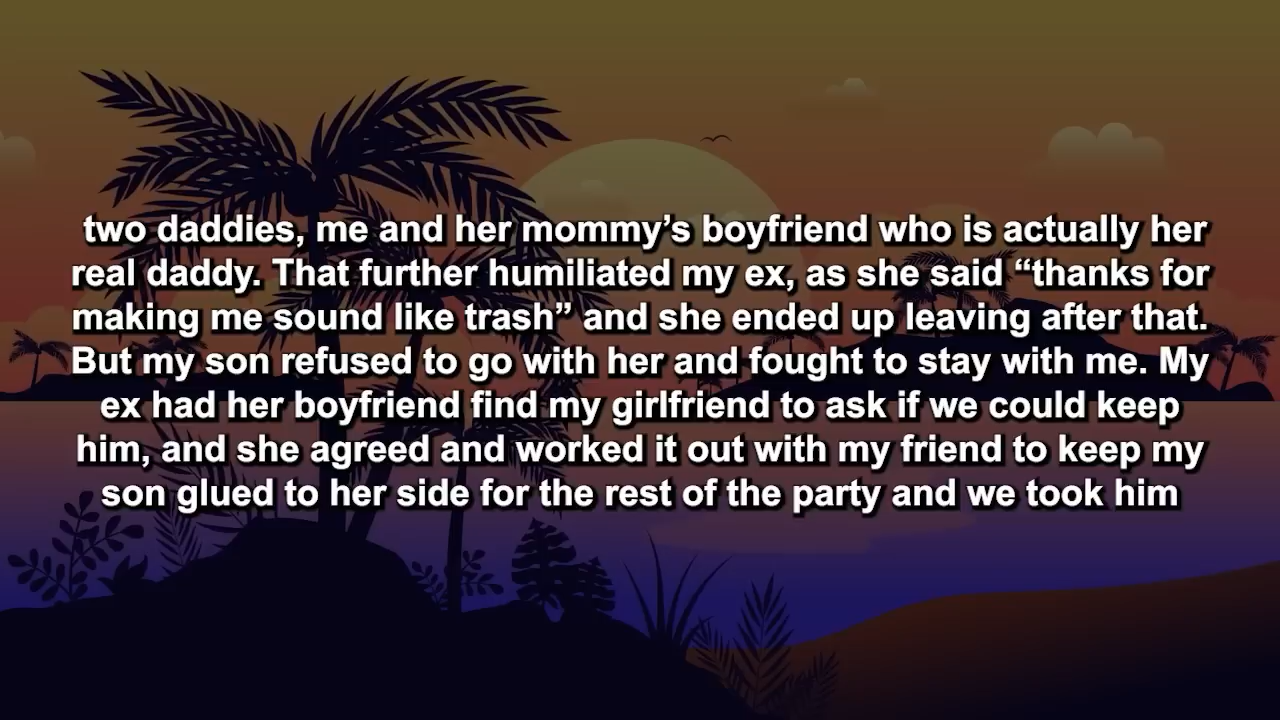 two daddies, me and her mommy’s boyfriend who is actually her
real daddy. That further humiliated my ex, as she said “thanks for
making me sound like trash” and she ended up leaving after that.
But my son refused to go with her and fought to stay with me. My
ex had her boyfriend find my girlfriend to ask if we could keep
him, and she agreed and worked it out with my friend to keep my
son glued to her side for the rest of the party and we took him